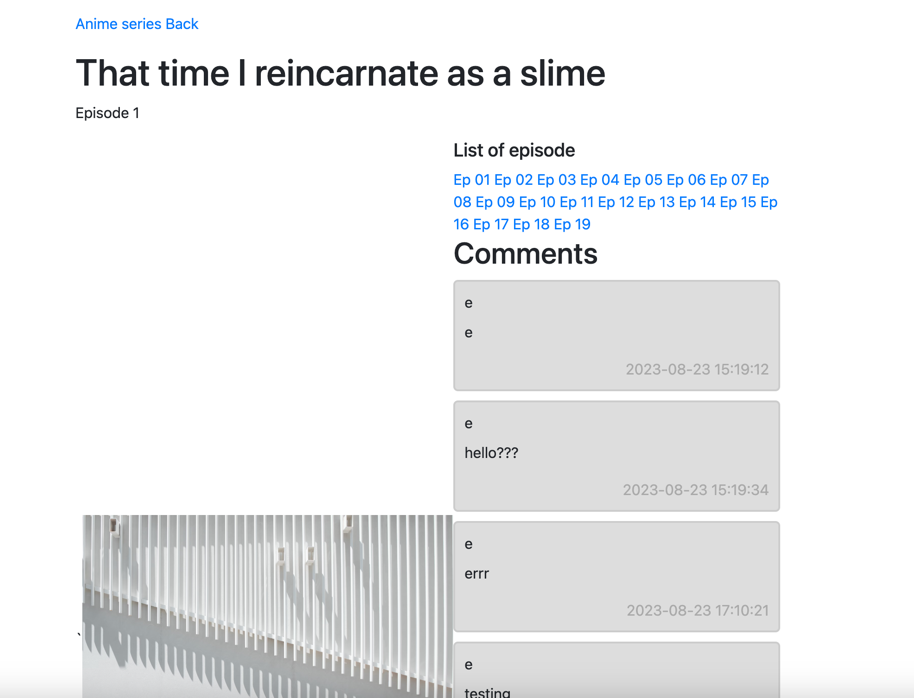 Anime series Back
That time I reincarnate as a slime
Episode 1
List of episode
Ep 01 Ep 02 Ep 03 Ep 04 Ep 05 Ep 06 Ep 07 Ep
08 Ep 09 Ep 10 Ep 11 Ep 12 Ep 13 Ep 14 Ep 15 Ep
16 Ep 17 Ep 18 Ep 19
Comments
e
e
2023-08-23 15:19:12
e
hello???
2023-08-23 15:19:34
e
errr
2023-08-23 17:10:21
`
e
testing